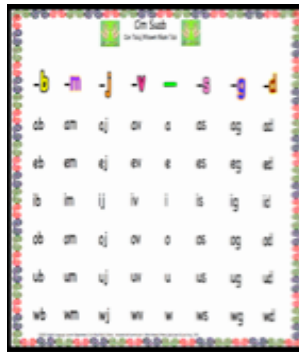 Cim Suab
-b -m -j -v - -s -g -d
ab am aj av a as ag ad
eb em ej ev e es eg ed
ib im ij iv i is ig id
ob om oj ov o os og od
ub um uj uv u us ug ud
wb wm wj wv w ws wg wd